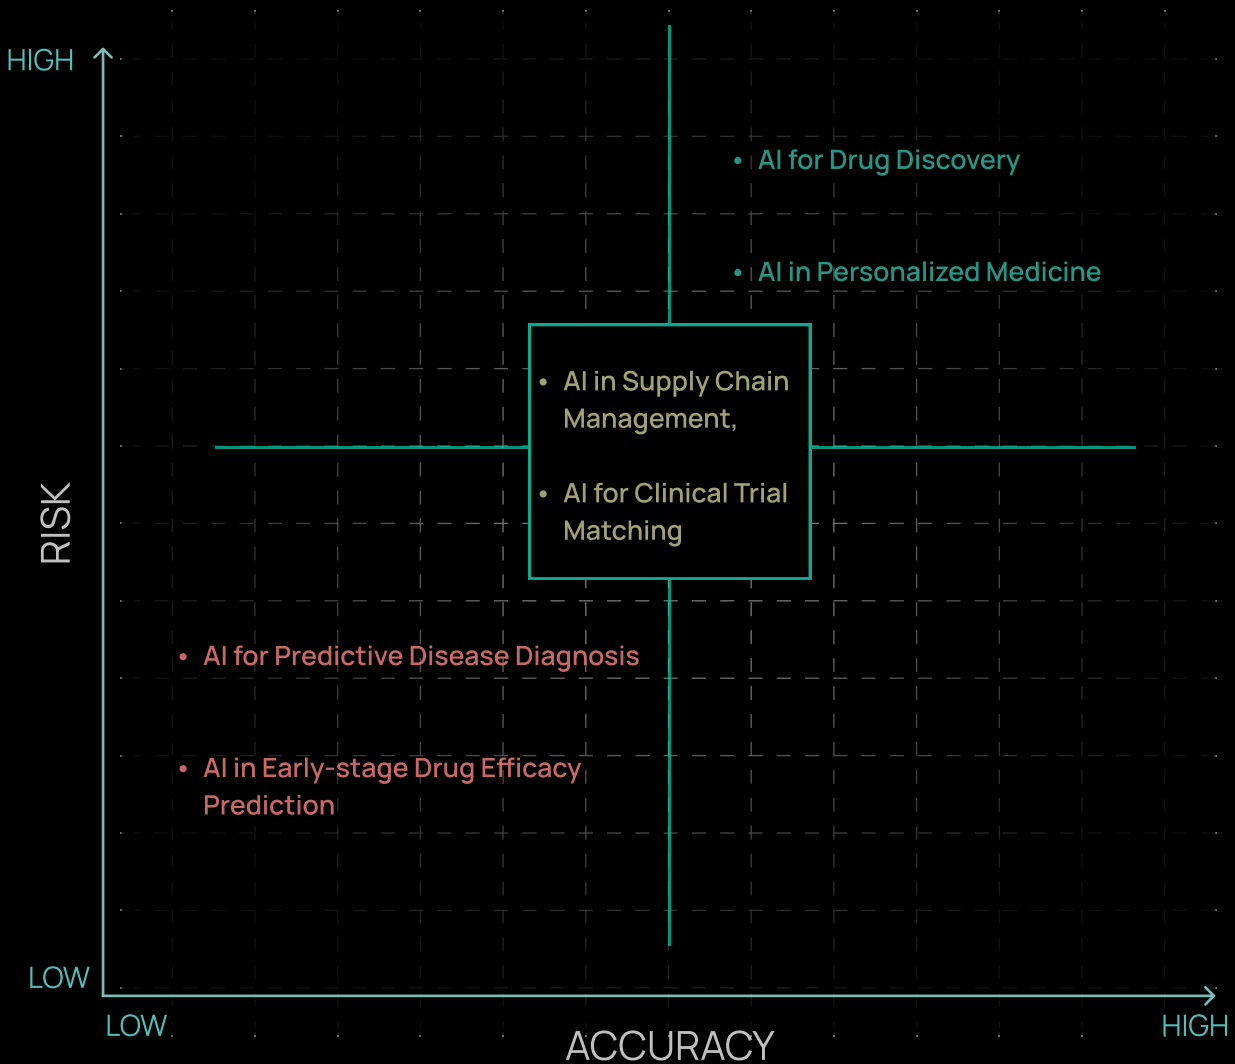 HIGH
• AI for Drug Discovery
• AI in Personalized Medicine
• AI in Supply Chain
Management,
• AI for Clinical Trial
Matching
RISK
• AI for Predictive Disease Diagnosis
• AI in Early-stage Drug Efficacy
Prediction
LOW
LOW
HIGH
ACCURACY